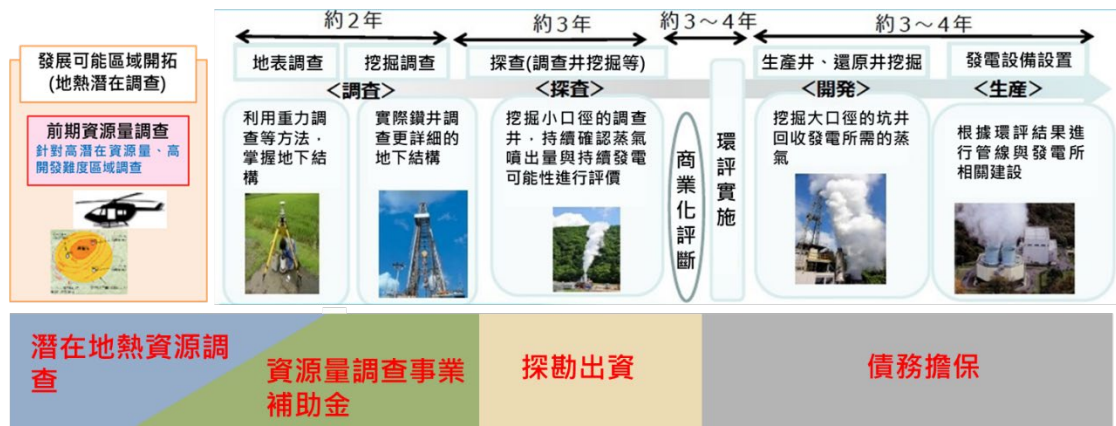 約2年
約3年
約3～4年
約3～4年
發展可能區域開拓
(地熱潛在調查)
前期資源量調查
針對高潛在資源量、高
開發難度區域調查
地表調查
挖掘調查
探查(調查井挖掘等)
生產井、還原井挖掘
發電設備設置
<調查>
<探查>
<開發>
<生産>
利用重力調
查等方法，
掌握地下結
構
實際鑽井調
查更詳細的
地下結構
挖掘小口徑的調查
井，持續確認蒸氣
噴出量與持續發電
可能性進行評價
商業化評斷
環評實施
挖掘大口徑的坑井
回收發電所需的蒸
氣
根據環評結果進
行管線與發電所
相關建設
潛在地熱資源調
查
資源量調查事業
補助金
探勘出資
債務擔保